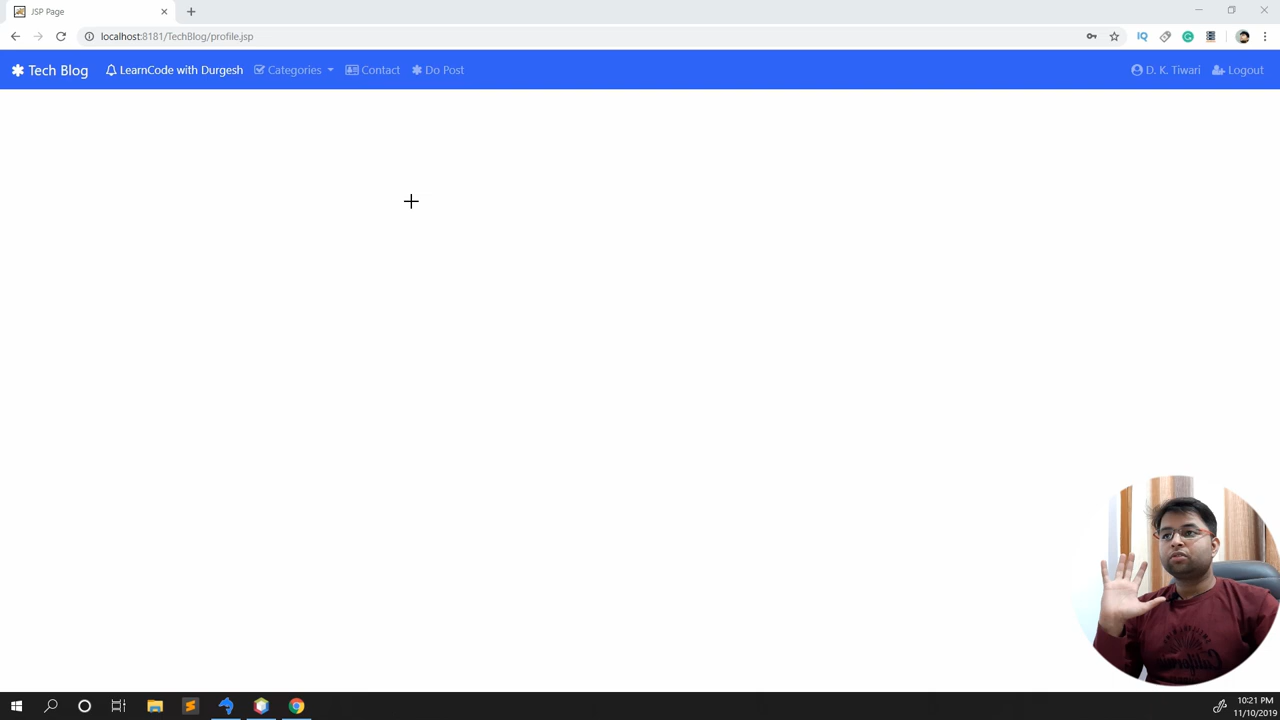 JSP Page
localhost:8181/TechBlog/profile.jsp
IQ
Tech Blog LearnCode with Durgesh Categories Contact Do Post D. K. Tiwari Logout
10:21 PM
11/10/2019